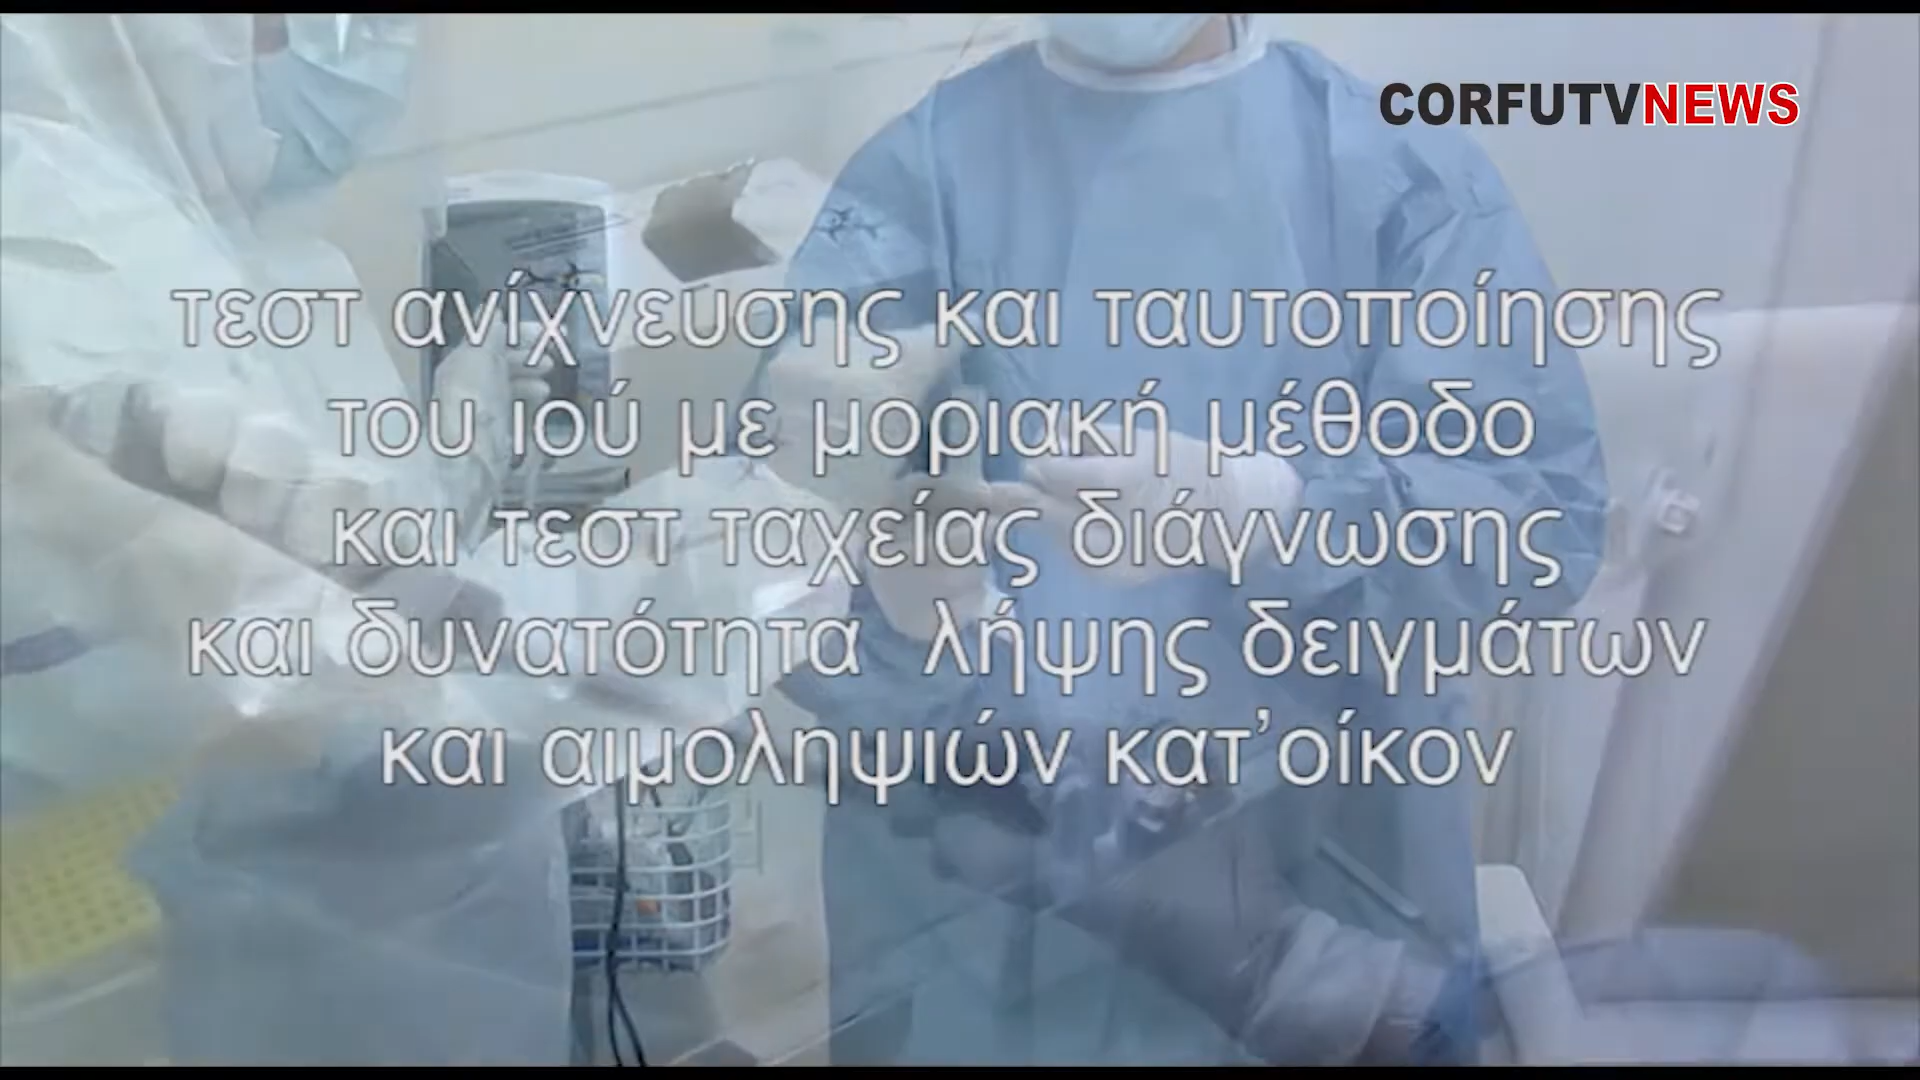 CORFUTVNEWS
τεστ ανίχνευσης και ταυτοποίησης
του ιού με μοριακή μέθοδο
και τεστ ταχείας διάγνωσης
και δυνατότητα λήψης δειγμάτων
και αιμοληψιών κατ’οίκον